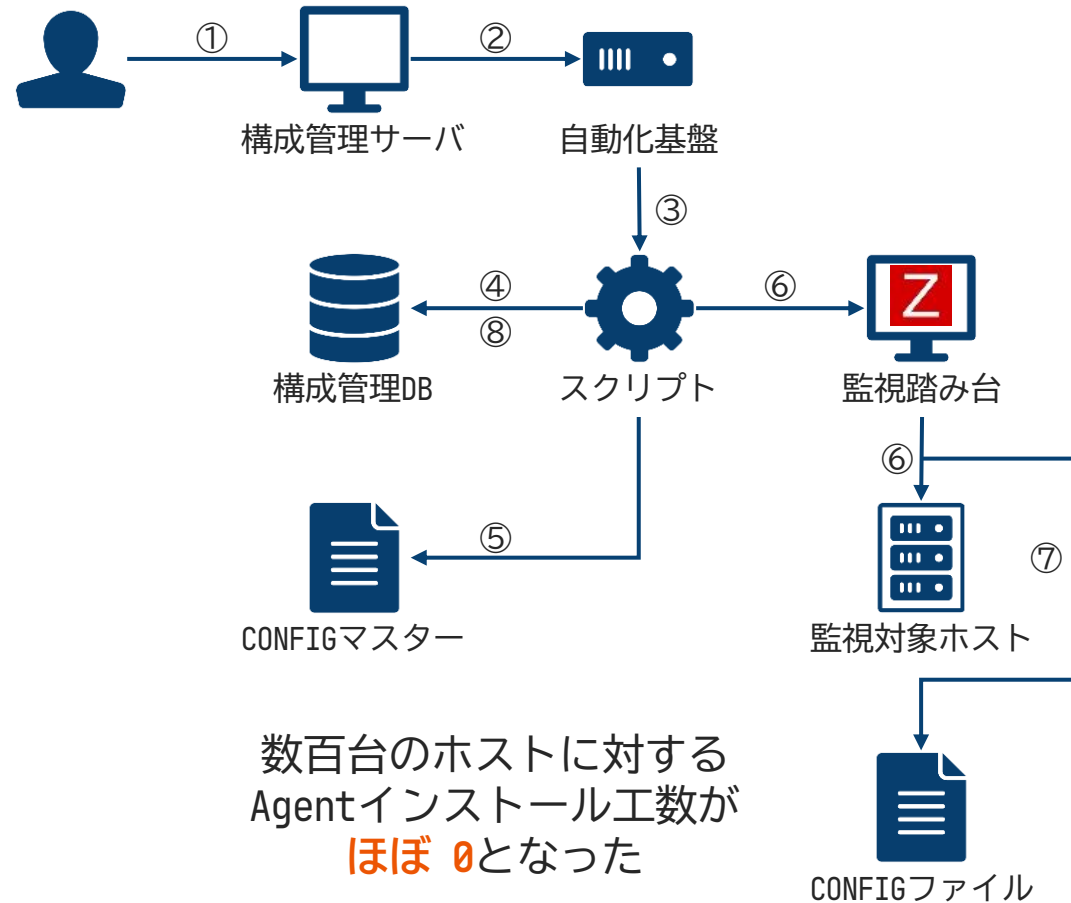 ①
②
構成管理サーバ
自動化基盤
③
④
⑧
⑥
Z
構成管理DB
スクリプト
監視踏み台
⑥
⑤
⑦
CONFIGマスター
監視対象ホスト
数百台のホストに対する
Agentインストール工数が
ほぼ 0となった
CONFIGファイル